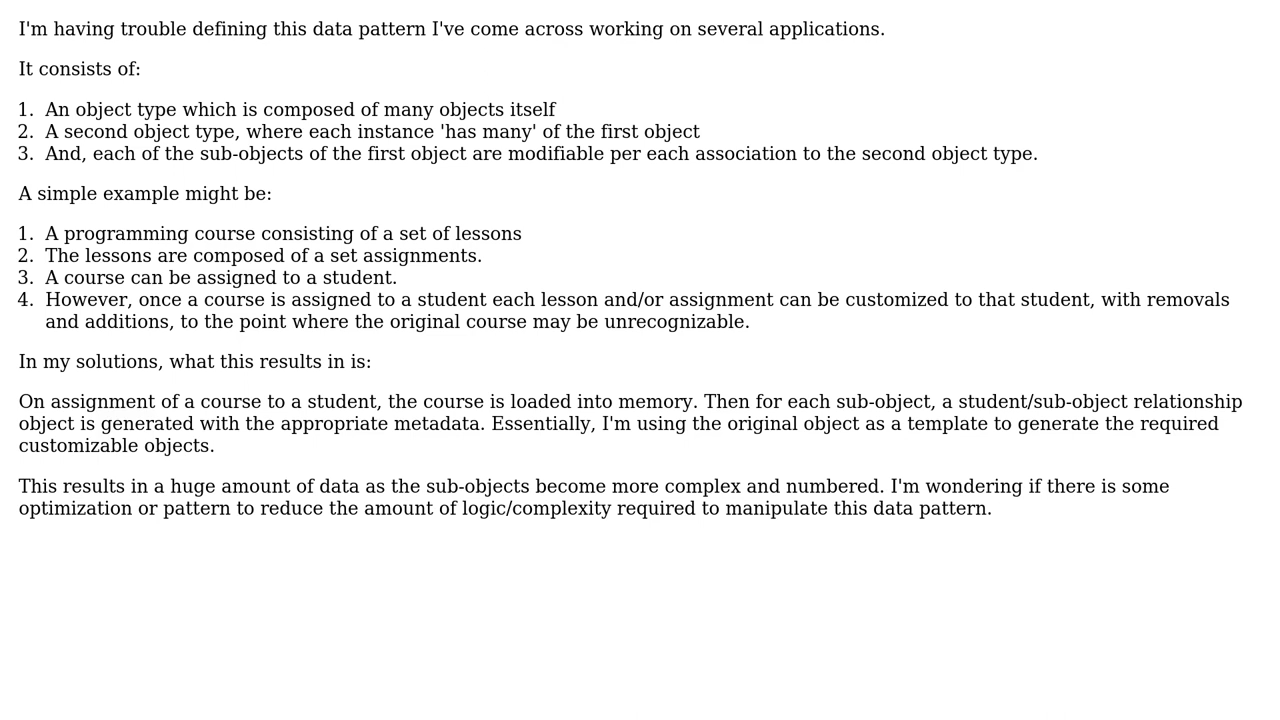 I'm having trouble defining this data pattern I've come across working on several applications.
It consists of:
1. An object type which is composed of many objects itself
2. A second object type, where each instance 'has many' of the first object
3. And, each of the sub-objects of the first object are modifiable per each association to the second object type.
A simple example might be:
1. A programming course consisting of a set of lessons
2. The lessons are composed of a set assignments.
3. A course can be assigned to a student.
4. However, once a course is assigned to a student each lesson and/or assignment can be customized to that student, with removals
and additions, to the point where the original course may be unrecognizable.
In my solutions, what this results in is:
On assignment of a course to a student, the course is loaded into memory. Then for each sub-object, a student/sub-object relationship
object is generated with the appropriate metadata. Essentially, I'm using the original object as a template to generate the required
customizable objects.
This results in a huge amount of data as the sub-objects become more complex and numbered. I'm wondering if there is some
optimization or pattern to reduce the amount of logic/complexity required to manipulate this data pattern.